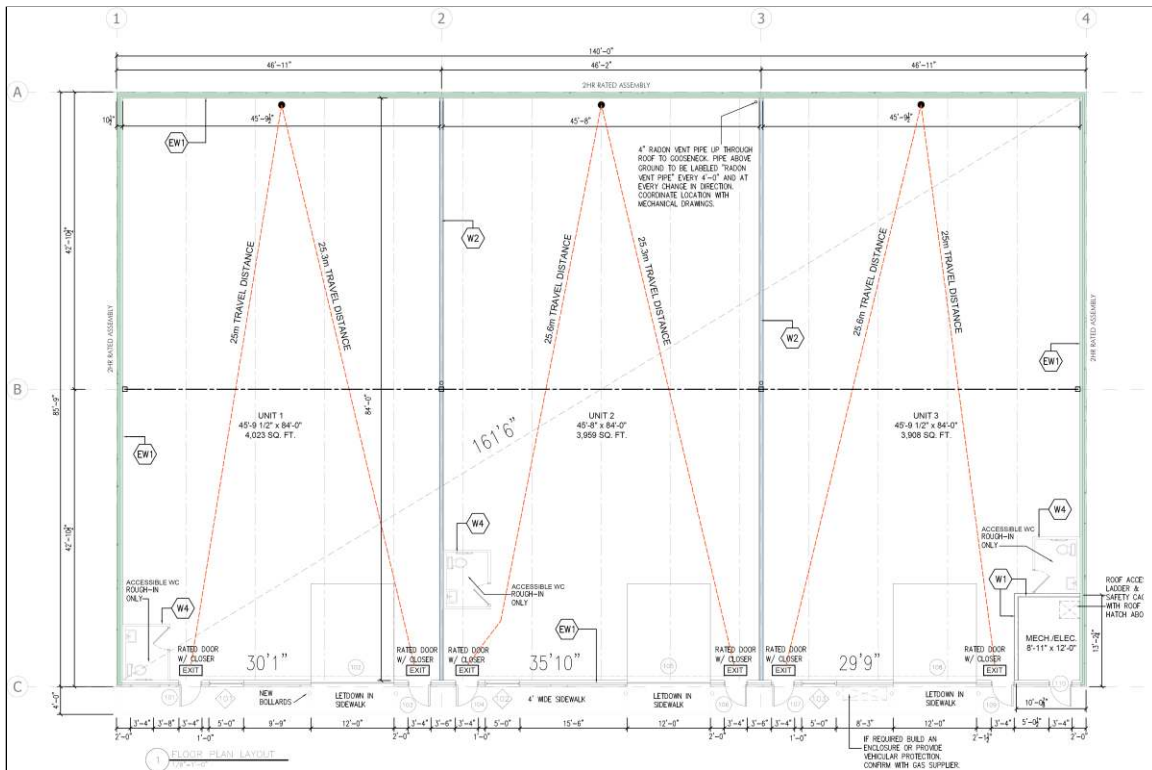 1
2
3
4
140'-0"
46'-11"
46'-2"
46'-11"
A
2HR RATED ASSEMBLY
10½"
45'-9½"
45'-8"
45'-9½"
EW1
4" RADON VENT PIPE UP THROUGH
ROOF TO GOOSENECK. PIPE ABOVE
GROUND TO BE LABELED "RADON
VENT PIPE" EVERY 4'-0" AND AT
EVERY CHANGE IN DIRECTION.
COORDINATE LOCATION WITH
MECHANICAL DRAWINGS.
W2
42'-10½"
25m TRAVEL DISTANCE
25.3m TRAVEL DISTANCE
25.6m TRAVEL DISTANCE
25.3m TRAVEL DISTANCE
25.6m TRAVEL DISTANCE
25m TRAVEL DISTANCE
2HR RATED ASSEMBLY
W2
EW1
2HR RATED ASSEMBLY
B
85'-9"
84'-0"
UNIT 1
45'-9 1/2" x 84'-0"
4,023 SQ. FT.
UNIT 2
45'-8" x 84'-0"
3,959 SQ. FT.
UNIT 3
45'-9 1/2" x 84'-0"
3,908 SQ. FT.
161'6"
EW1
42'-10½"
W4
W4
ACCESSIBLE WC
ROUGH-IN
ONLY
ACCESSIBLE WC
ROUGH-IN
ONLY
ACCESSIBLE WC
ROUGH-IN
ONLY
W4
W1
EW1
ROOF ACCE
LADDER &
SAFETY CA
WITH ROOF
HATCH ABO
MECH./ELEC.
8'-11" x 12'-0"
RATED DOOR
W/ CLOSER
EXIT
30'1"
RATED DOOR
W/ CLOSER
EXIT
RATED DOOR
W/ CLOSER
EXIT
35'10"
RATED DOOR
W/ CLOSER
EXIT
RATED DOOR
W/ CLOSER
EXIT
29'9"
RATED DOOR
W/ CLOSER
EXIT
C
4'-0"
NEW
BOLLARDS
LETDOWN IN
SIDEWALK
4' WIDE SIDEWALK
LETDOWN IN
SIDEWALK
LETDOWN IN
SIDEWALK
3'-4"
3'-8"
3'-4"
5'-0"
9'-9"
12'-0"
3'-4"
3'-6"
3'-4"
5'-0"
15'-6"
12'-0"
3'-4"
3'-6"
3'-4"
5'-0"
8'-3"
12'-0"
3'-4"
3'-4"
2'-0"
1'-0"
2'-0"
1'-0"
2'-0"
1'-0"
2'-0"
IF REQUIRED BUILD AN
ENCLOSURE OR PROVIDE
VEHICULAR PROTECTION.
CONFIRM WITH GAS SUPPLIER.
1
FLOOR PLAN LAYOUT